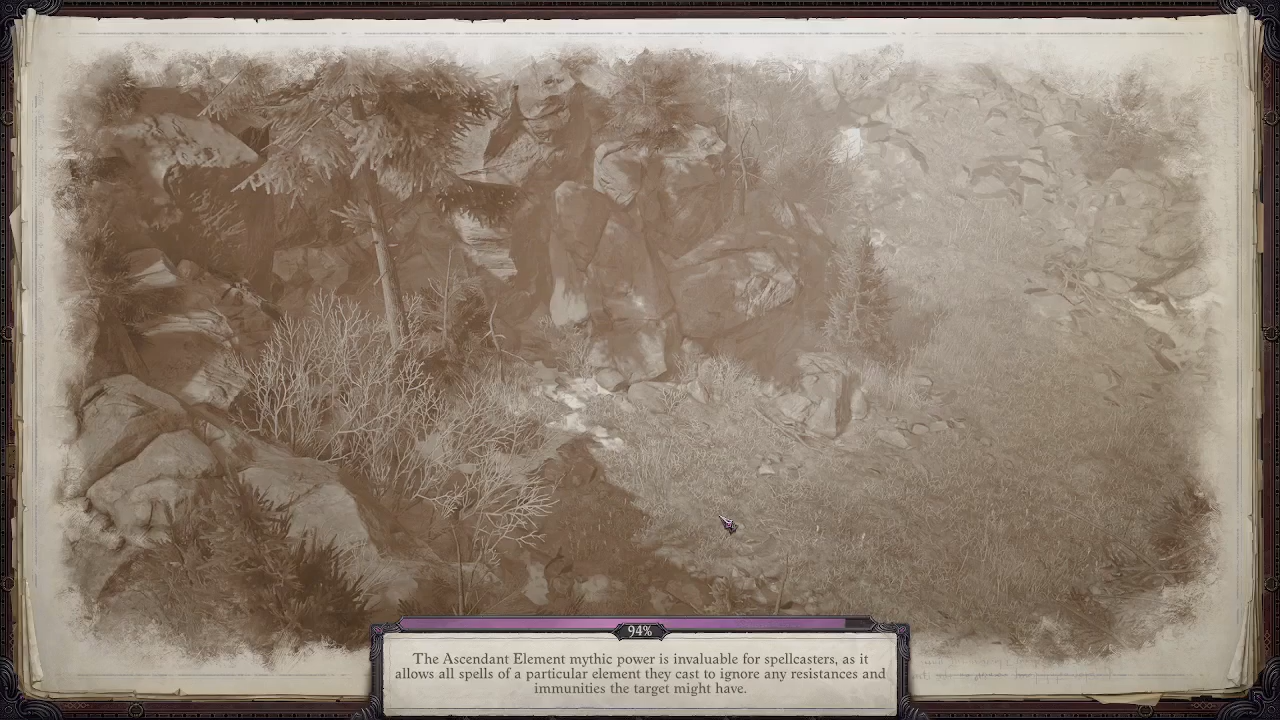 94%
The Ascendant Element mythic power is invaluable for spellcasters, as it
allows all spells of a particular element they cast to ignore any resistances and
immunities the target might have.